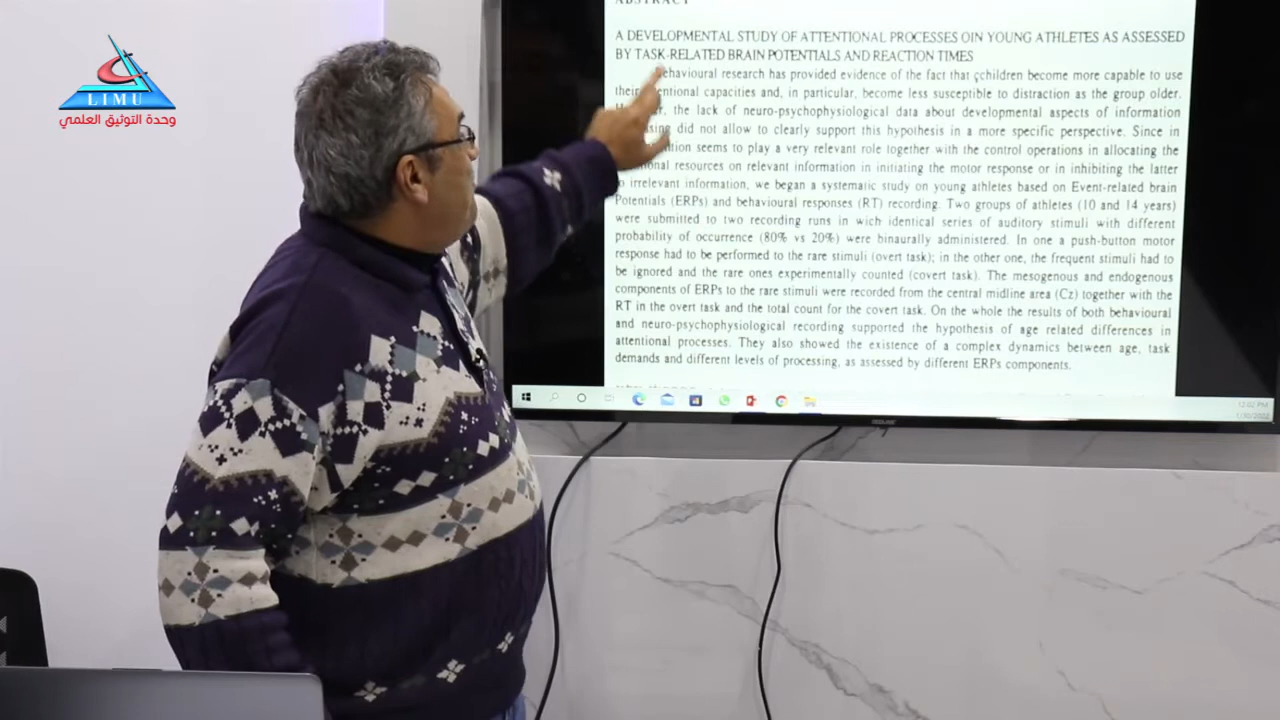 LIMU
وحدة التوثيق العلمي
ABSTRACT
A DEVELOPMENTAL STUDY OF ATTENTIONAL PROCESSES OIN YOUNG ATHLETES AS ASSESSED
BY TASK-RELATED BRAIN POTENTIALS AND REACTION TIMES
ehavioural research has provided evidence of the fact that ççhildren become more capable to use
their entional capacities and, in particular, become less susceptible to distraction as the group older.
the lack of neuro-psychophysiological data about developmental aspects of information
did not allow to clearly support this hypothesis in a more specific perspective. Since in
ntion seems to play a very relevant role together with the control operations in allocating the
onal resources on relevant information in initiating the motor response or in inhibiting the latter
to irrelevant information, we began a systemaic study on young athletes based on Event-related brain
Potentials (ERPs) and behavioural responses (RT) recording. Two groups of athletes (10 and 14 years)
were submitted to two recording runs in wich identical series of auditory stimuli with different
probability of occurrence (80% vs 20%) were binaurally administered. In one a push-button motor
response had to be performed to the rare stimuli (overt task); in the other one, the frequent stimuli had to
be ignored and the rare ones experimentally counted (covert task). The mesogenous and endogenous
components of ERPs to the rare stimuli were recorded from the central midline area (Cz) together with the
RT in the overt task and the total count for the covert task. On the whole the results of both behavioural
and neuro-psychophysiological recording supported the hypothesis of age related differences in
attentional processes. They also showed the existence of a complex dynamics between age, task
demands and different levels of processing, as assessed by different ERPs components.
12:02 PM
1/30/2022